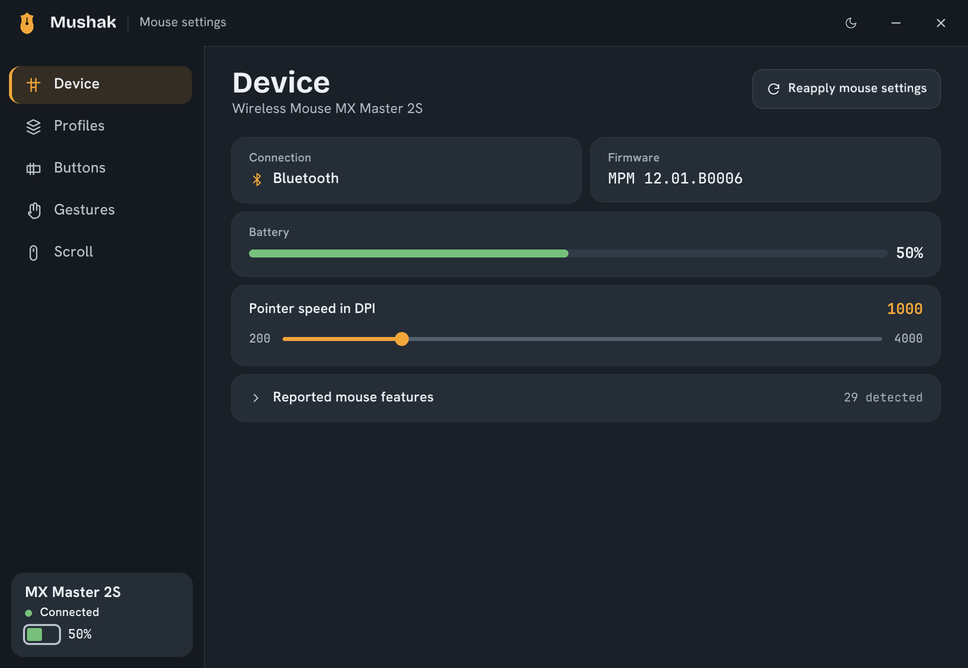 Mushak
Mouse settings
Device
Profiles
Buttons
Gestures
Scroll
MX Master 2S
Connected
50%
Device
Wireless Mouse MX Master 2S
Reapply mouse settings
Connection
Bluetooth
Firmware
MPM 12.01.B0006
Battery
50%
Pointer speed in DPI
1000
200
4000
Reported mouse features
29 detected